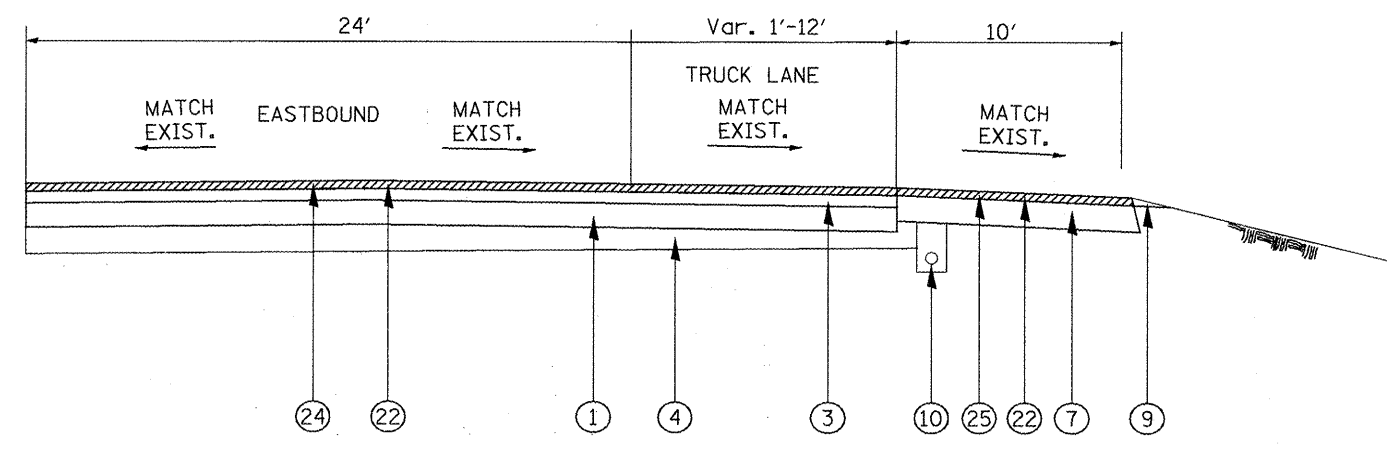 24' Var. 1'-12' 10'
TRUCK LANE
MATCH EXIST.
EASTBOUND
MATCH EXIST.
MATCH EXIST.
MATCH EXIST.
24 22 1 4 3 10 25 22 7 9